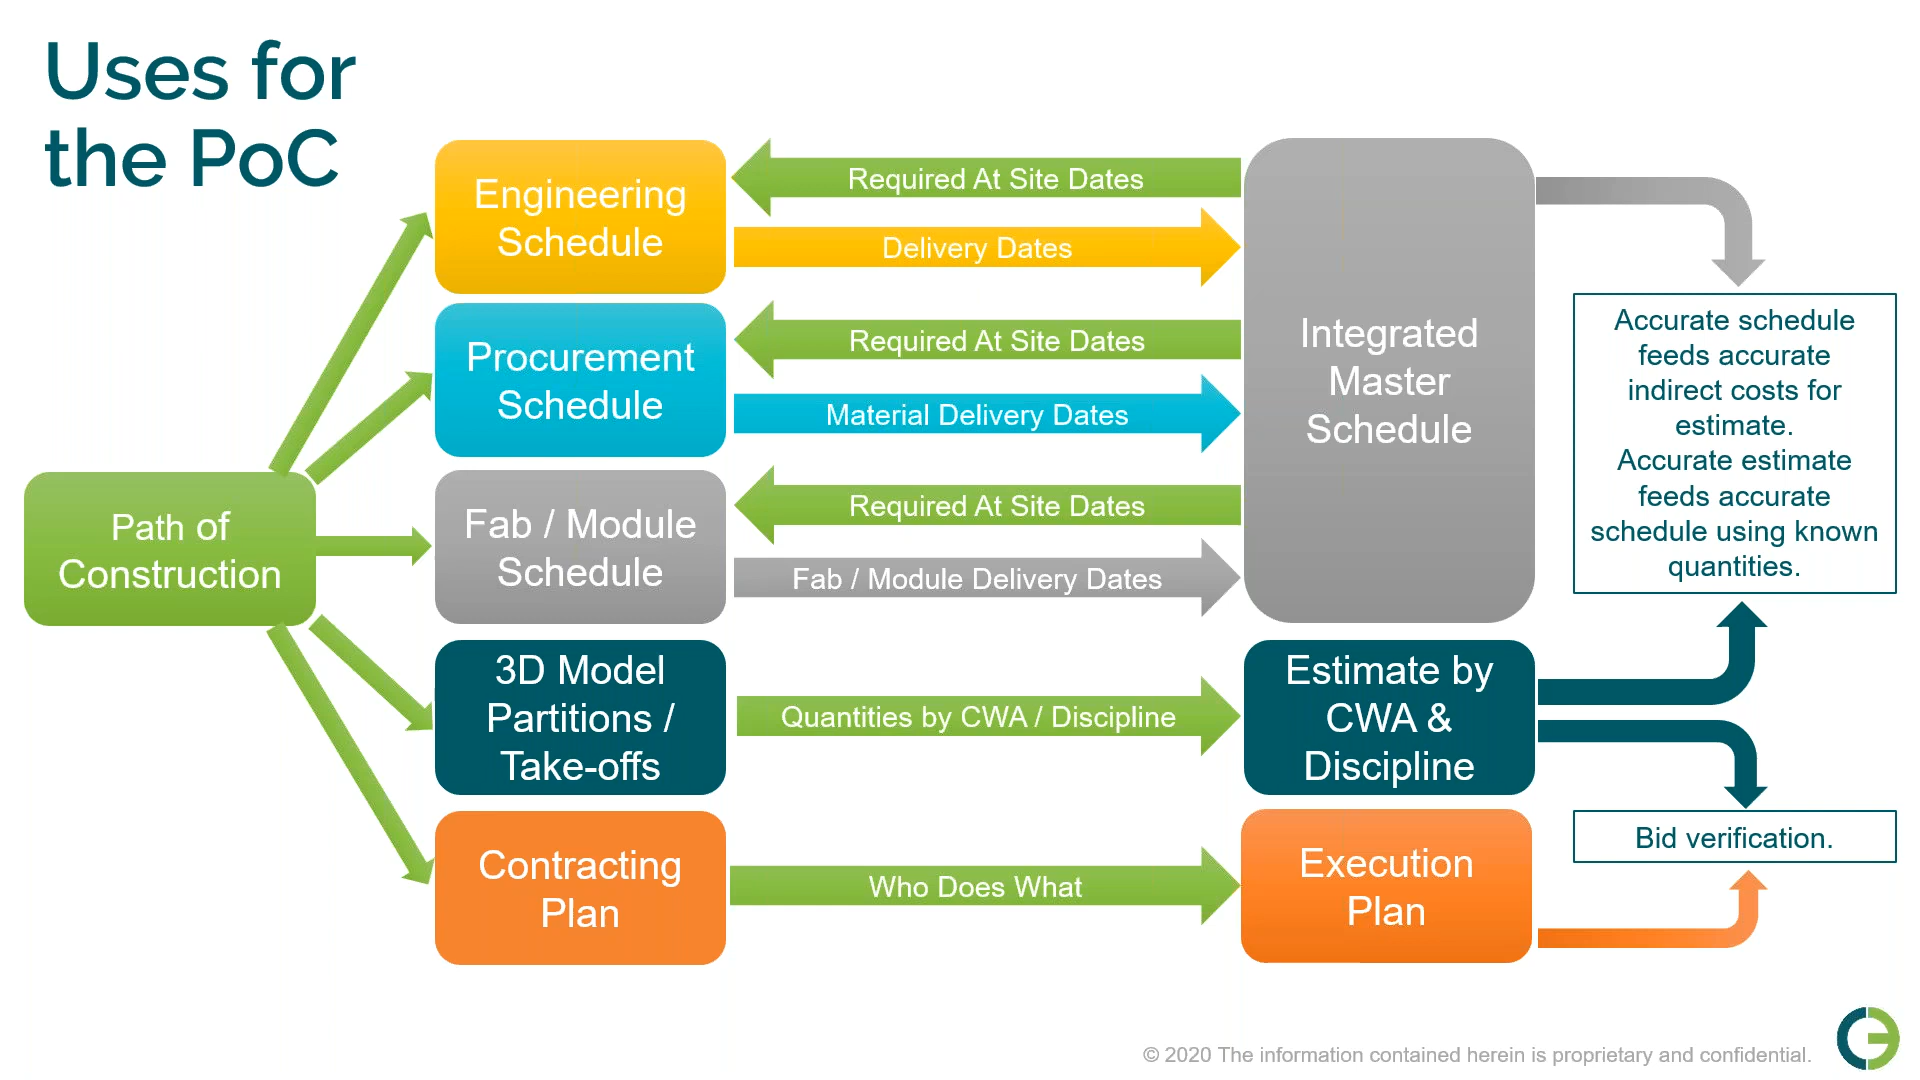 Uses for
the PoC
Path of
Construction
Engineering
Schedule
Required At Site Dates
Delivery Dates
Procurement
Schedule
Required At Site Dates
Material Delivery Dates
Fab / Module
Schedule
Required At Site Dates
Fab / Module Delivery Dates
Integrated
Master
Schedule
Accurate schedule
feeds accurate
indirect costs for
estimate.
Accurate estimate
feeds accurate
schedule using known
quantities.
3D Model
Partitions /
Take-offs
Quantities by CWA / Discipline
Estimate by
CWA &
Discipline
Bid verification.
Contracting
Plan
Who Does What
Execution
Plan
© 2020 The information contained herein is proprietary and confidential.